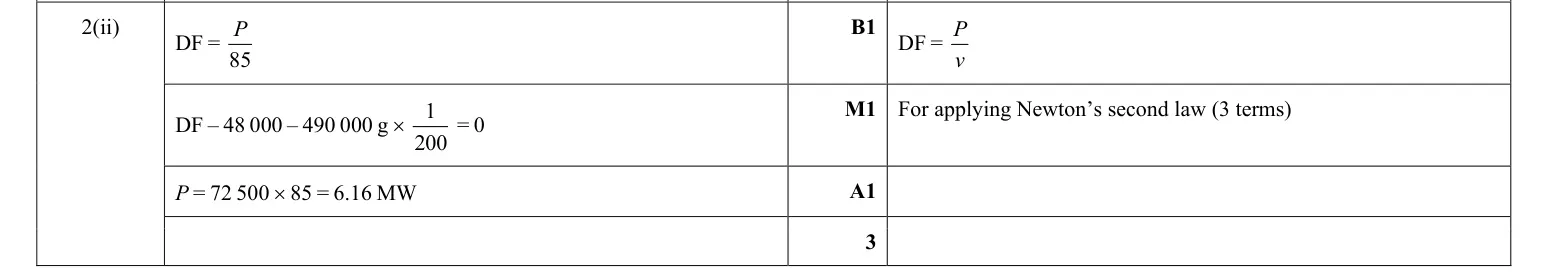 2(ii)
DF = P/85
B1
DF = P/v
DF – 48 000 – 490 000 g × 1/200 = 0
M1
For applying Newton’s second law (3 terms)
P = 72 500 × 85 = 6.16 MW
A1
3